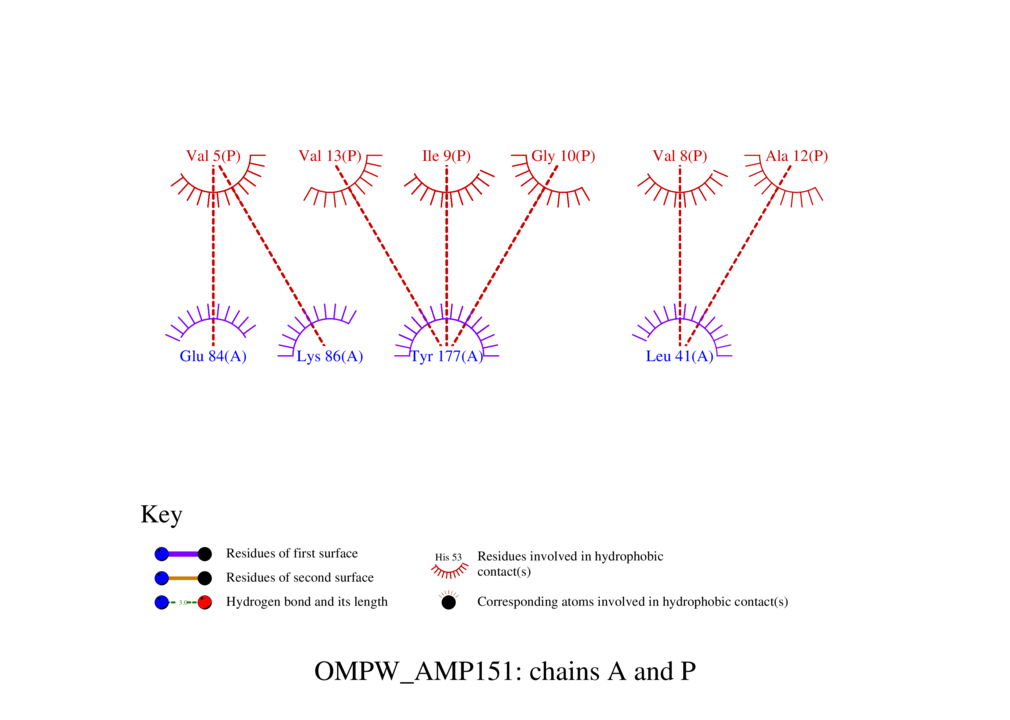 Val 5(P) Val 13(P) Ile 9(P) Gly 10(P) Val 8(P) Ala 12(P)
Glu 84(A) Lys 86(A) Tyr 177(A) Leu 41(A)
Key
Residues of first surface
Residues of second surface
3.0 Hydrogen bond and its length
His 53 Residues involved in hydrophobic
contact(s)
Corresponding atoms involved in hydrophobic contact(s)
OMPW_AMP151: chains A and P